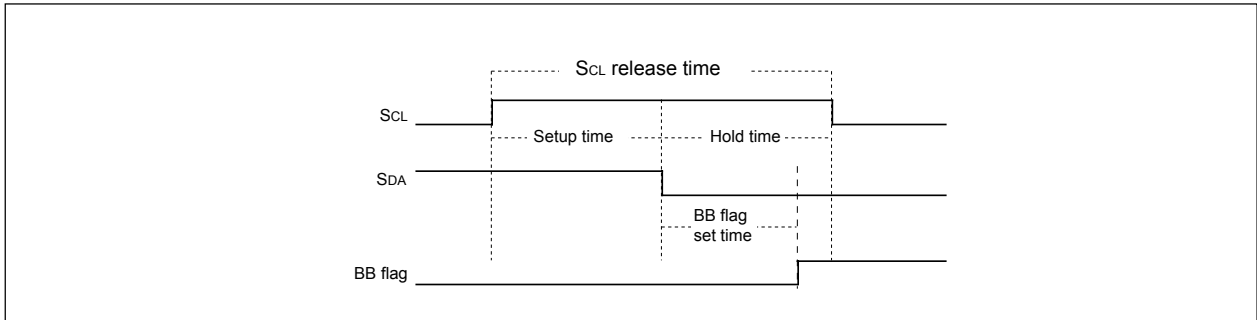 SCL release time
SCL
Setup time
Hold time
SDA
BB flag
set time
BB flag